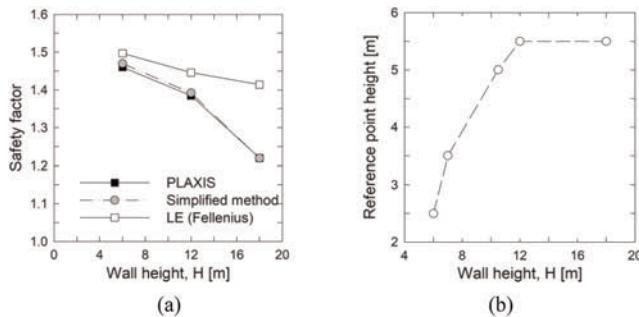 1.6
1.5
1.4
1.3
1.2
1.1
1.0
Safety factor
PLAXIS
Simplified method
LE (Fellenius)
0 4 8 12 16 20
Wall height, H [m]
(a)
6
5
4
3
2
Reference point height [m]
4 8 12 16 20
Wall height, H [m]
(b)